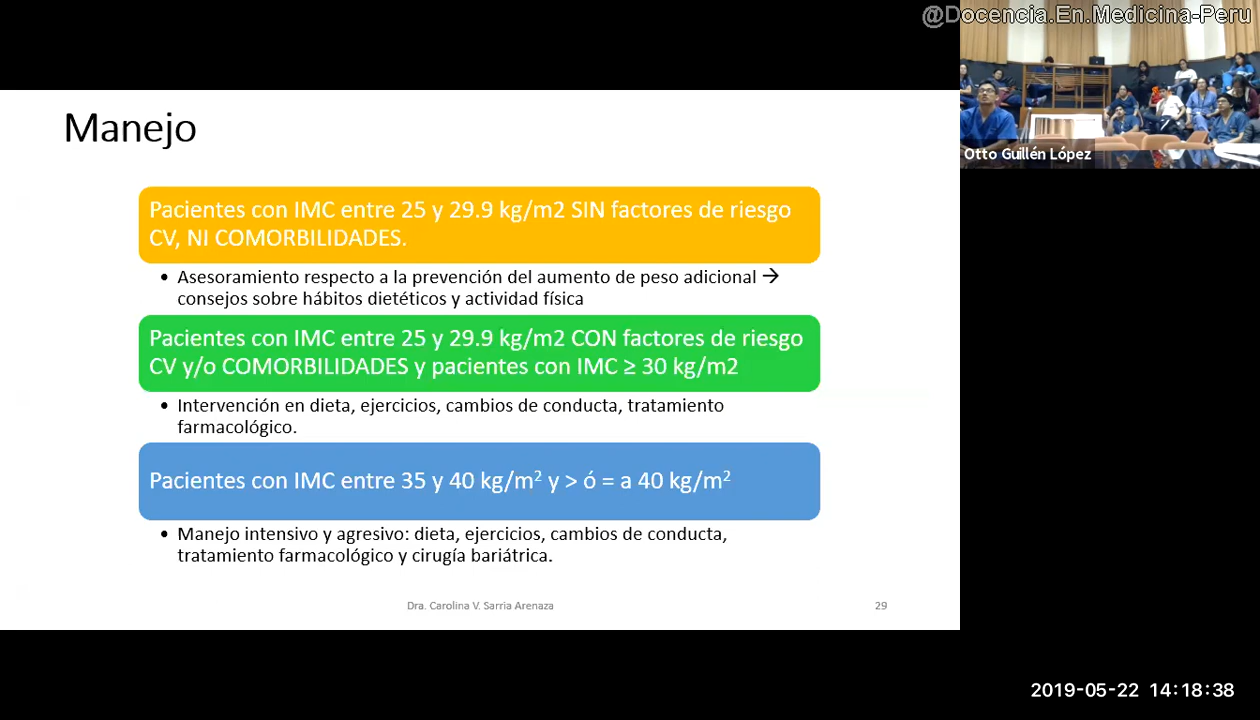 @Docencia.En.Medicina-Peru
Otto Guillén López
Manejo
Pacientes con IMC entre 25 y 29.9 kg/m2 SIN factores de riesgo
CV, NI COMORBILIDADES.
• Asesoramiento respecto a la prevención del aumento de peso adicional →
consejos sobre hábitos dietéticos y actividad física
Pacientes con IMC entre 25 y 29.9 kg/m2 CON factores de riesgo
CV y/o COMORBILIDADES y pacientes con IMC ≥ 30 kg/m2
• Intervención en dieta, ejercicios, cambios de conducta, tratamiento
farmacológico.
Pacientes con IMC entre 35 y 40 kg/m² y > ó = a 40 kg/m²
• Manejo intensivo y agresivo: dieta, ejercicios, cambios de conducta,
tratamiento farmacológico y cirugía bariátrica.
Dra. Carolina V. Sarria Arenaza
29
2019-05-22 14:18:38